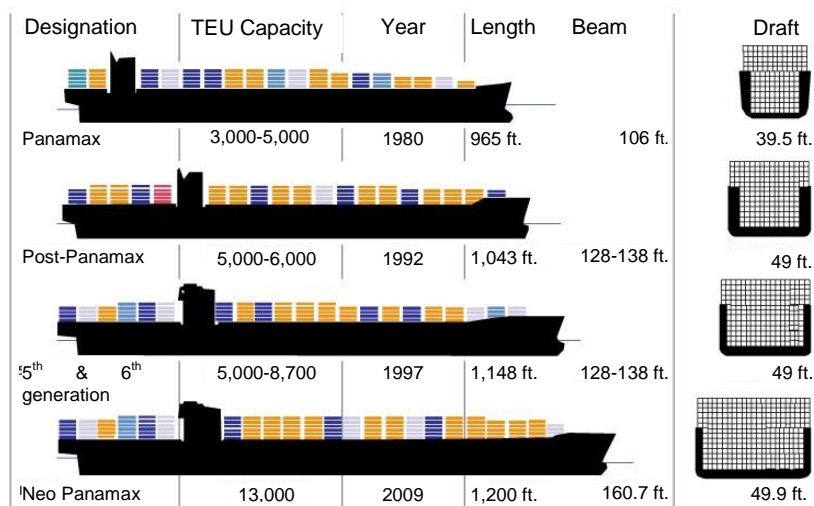 Designation TEU Capacity Year Length Beam Draft
Panamax 3,000-5,000 1980 965 ft. 106 ft. 39.5 ft.
Post-Panamax 5,000-6,000 1992 1,043 ft. 128-138 ft. 49 ft.
5th & 6th 5,000-8,700 1997 1,148 ft. 128-138 ft. 49 ft.
generation
Neo Panamax 13.000 2009 1,200 ft. 160.7 ft. 49.9 ft.